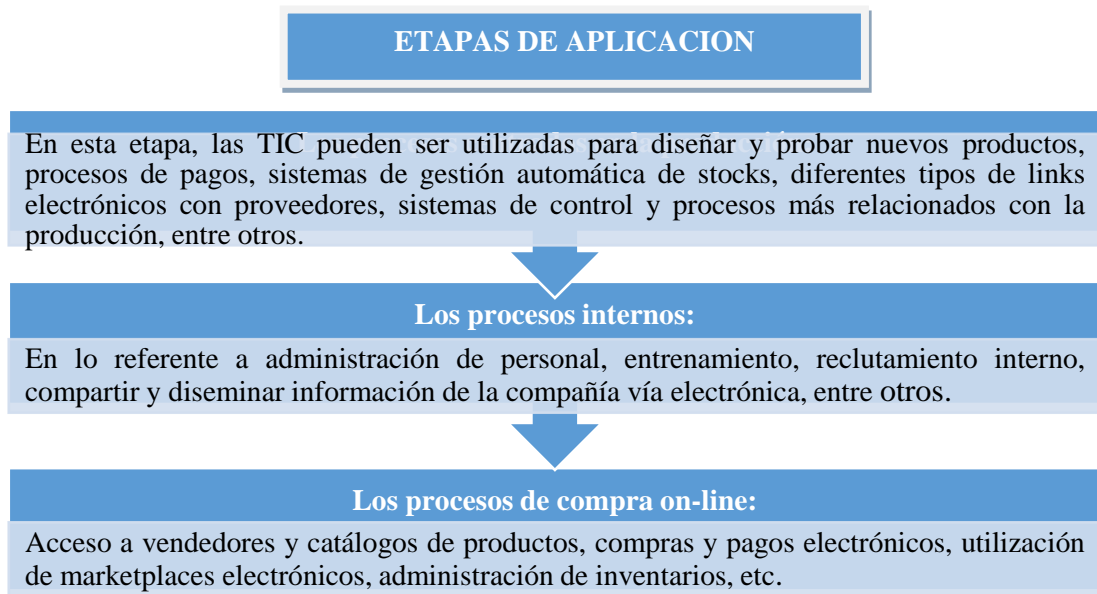 ETAPAS DE APLICACION
En esta etapa, las TIC pueden ser utilizadas para diseñar y probar nuevos productos,
procesos de pagos, sistemas de gestión automática de stocks, diferentes tipos de links
electrónicos con proveedores, sistemas de control y procesos más relacionados con la
producción, entre otros.
Los procesos internos:
En lo referente a administración de personal, entrenamiento, reclutamiento interno,
compartir y diseminar información de la compañía vía electrónica, entre otros.
Los procesos de compra on-line:
Acceso a vendedores y catálogos de productos, compras y pagos electrónicos, utilización
de marketplaces electrónicos, administración de inventarios, etc.